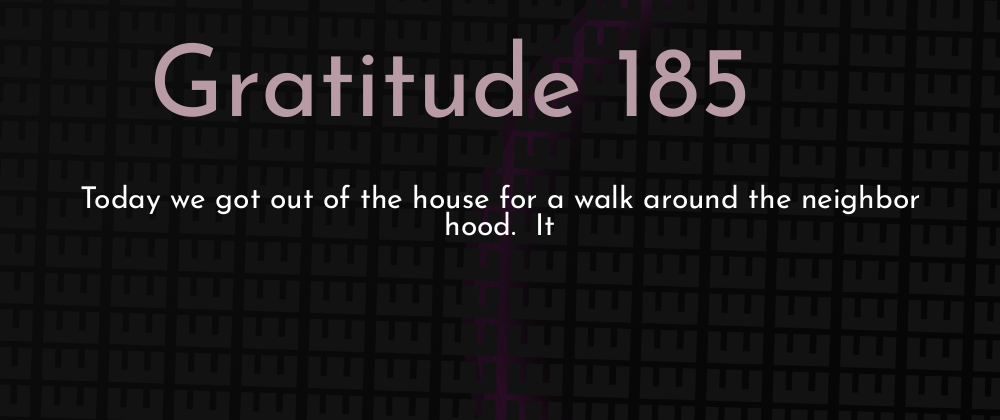 Gratitude 185
Today we got out of the house for a walk around the neighbor
hood.  It